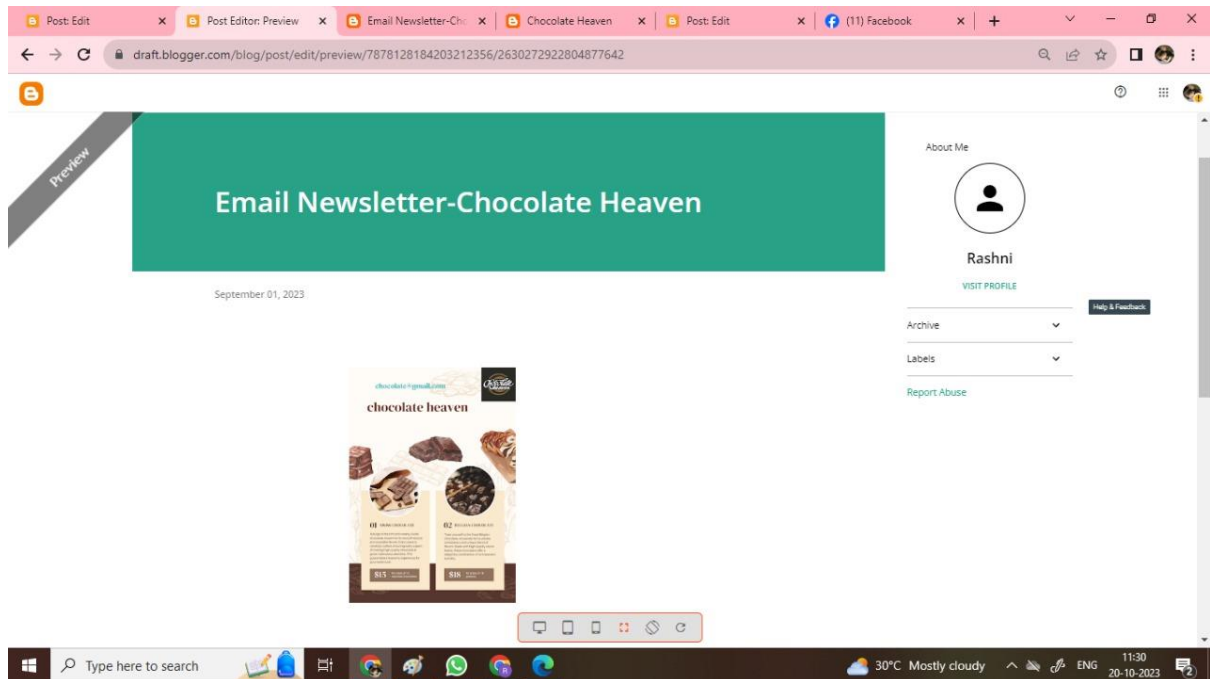 Post: Edit
Post Editor: Preview
Email Newsletter-Cho
Chocolate Heaven
Post: Edit
(11) Facebook
draft.blogger.com/blog/post/edit/preview/7878128184203212356/2630272922804877642
Preview
Email Newsletter-Chocolate Heaven
September 01, 2023
chocolate@gmail.com
chocolate heaven
01
02
$15
$18
About Me
Rashni
VISIT PROFILE
Help & Feedback
Archive
Labels
Report Abuse
Type here to search
30°C Mostly cloudy
ENG
11:30
20-10-2023
2